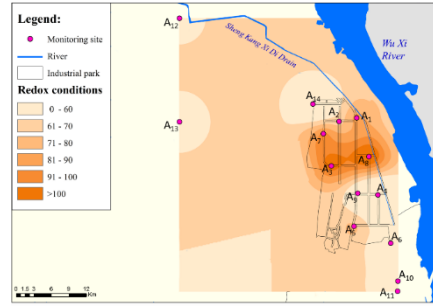 Legend:
Monitoring site
River
Industrial park
Redox conditions
0 - 60
61 - 70
71 - 80
81 - 90
91 - 100
>100
0 1.5 3 6 9 12
Km
A12
Sheng Kang Xi Di Drain
Wu Xi
River
A14
A2
A1
A13
A7
A8
A3
A9
A4
A5
A6
A10
A11